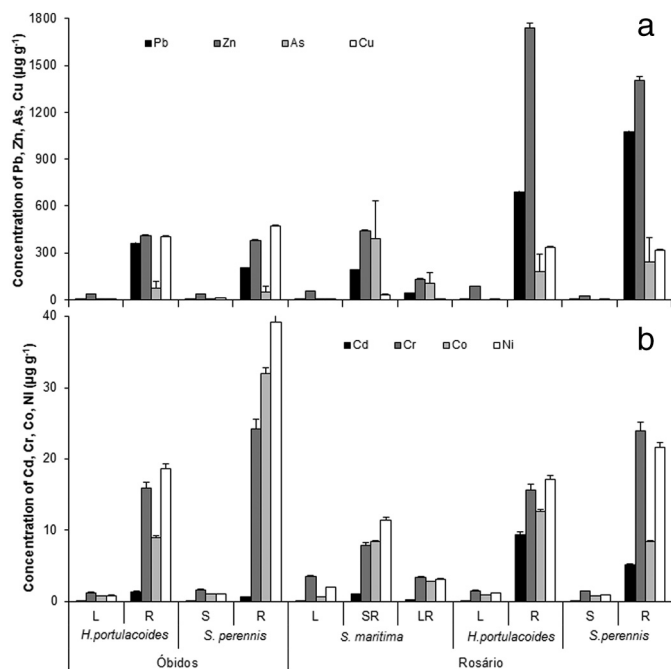 a
Pb Zn As Cu
Concentration of Pb, Zn, As, Cu (µg g⁻¹)
1800
1500
1200
900
600
300
0
b
Cd Cr Co Ni
Concentration of Cd, Cr, Co, Ni (µg g⁻¹)
40
30
20
10
0
L R S R L SR LR L R S R
H.portulacoides S. perennis S. maritima H.portulacoides S.perennis
Óbidos Rosário